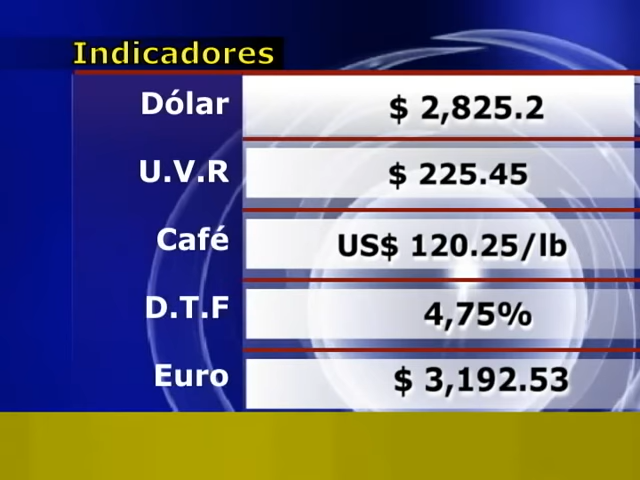 Indicadores
Dólar $ 2,825.2
U.V.R $ 225.45
Café US$ 120.25/lb
D.T.F 4,75%
Euro $ 3,192.53